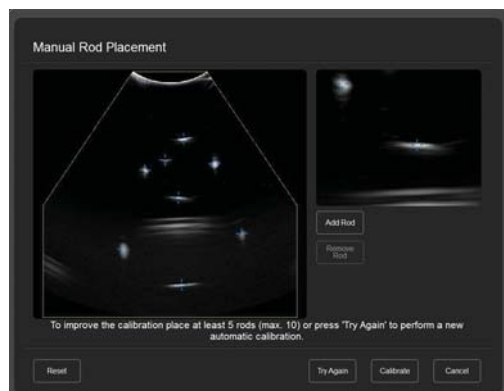 Manual Rod Placement
Add Rod
Remove
Rod
To improve the calibration place at least 5 rods (max. 10) or press 'Try Again' to perform a new
automatic calibration.
Reset
Try Again
Calibrate
Cancel